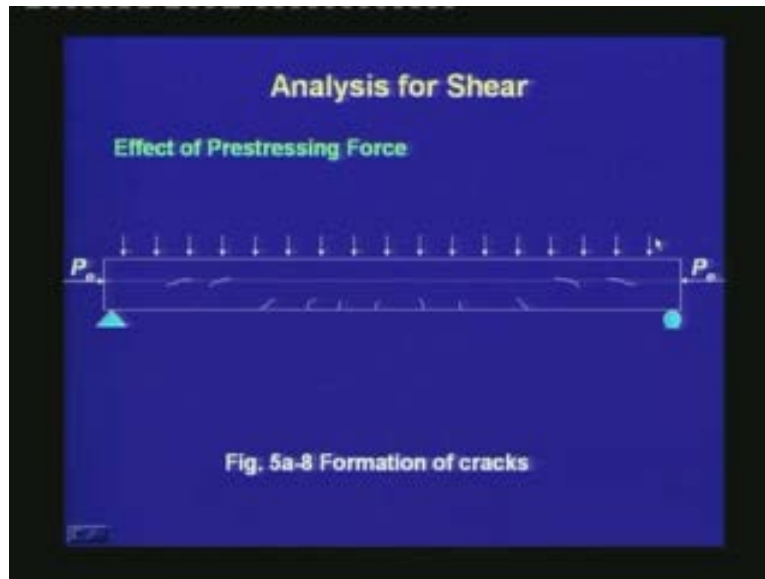 Analysis for Shear
Effect of Prestressing Force
Pe Pe
Fig. 5a-8 Formation of cracks